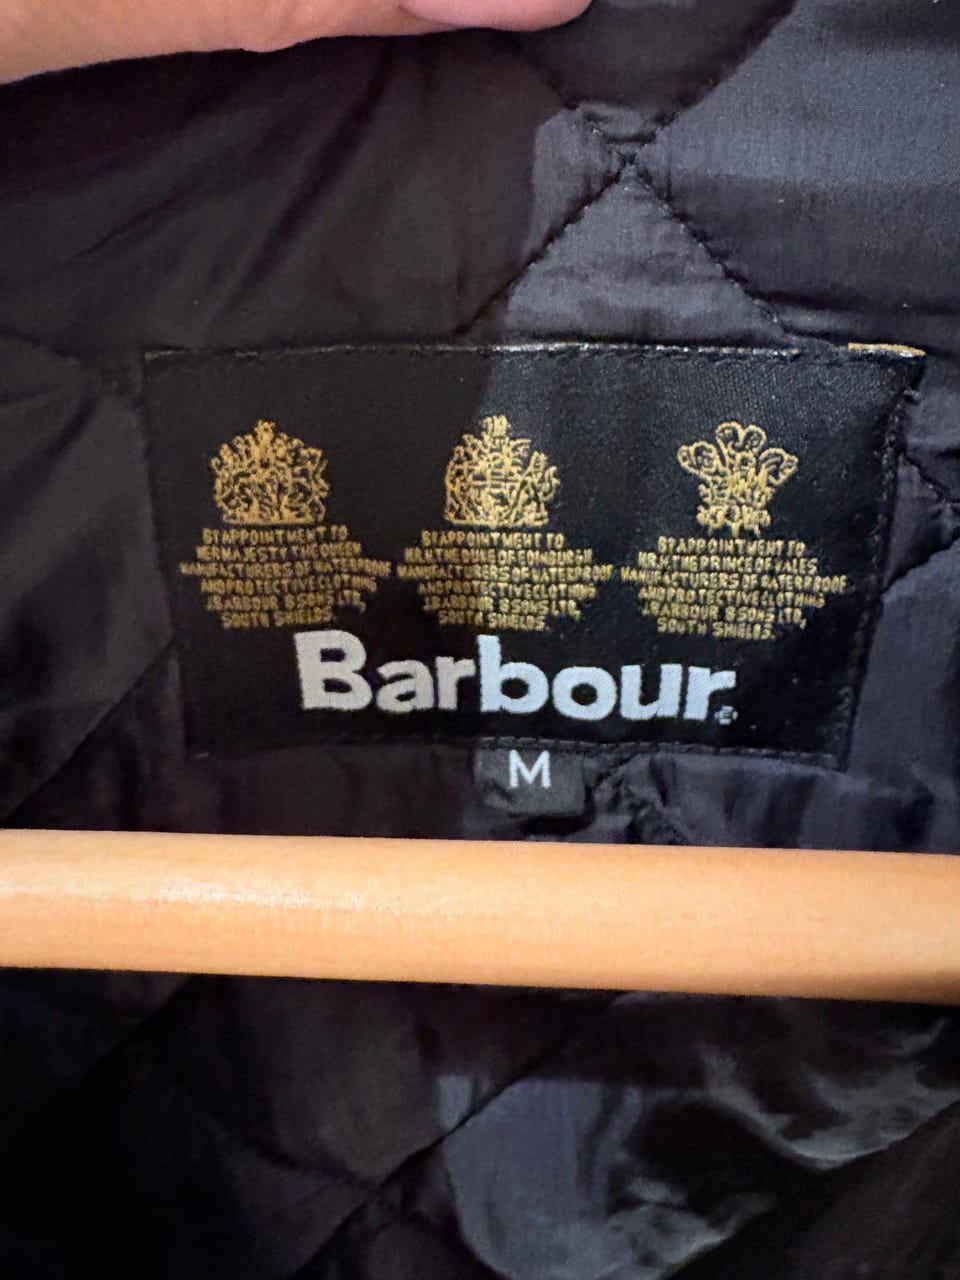 BY APPOINTMENT TO
HER MAJESTY THE QUEEN
MANUFACTURERS OF WATERPROOF
AND PROTECTIVE CLOTHING
J. BARBOUR & SONS LTD,
SOUTH SHIELDS.
BY APPOINTMENT TO
H.R.H. THE DUKE OF EDINBURGH
MANUFACTURERS OF WATERPROOF
AND PROTECTIVE CLOTHING
J. BARBOUR & SONS LTD,
SOUTH SHIELDS.
BY APPOINTMENT TO
H.R.H. THE PRINCE OF WALES
MANUFACTURERS OF WATERPROOF
AND PROTECTIVE CLOTHING
J. BARBOUR & SONS LTD,
SOUTH SHIELDS.
Barbour®
M